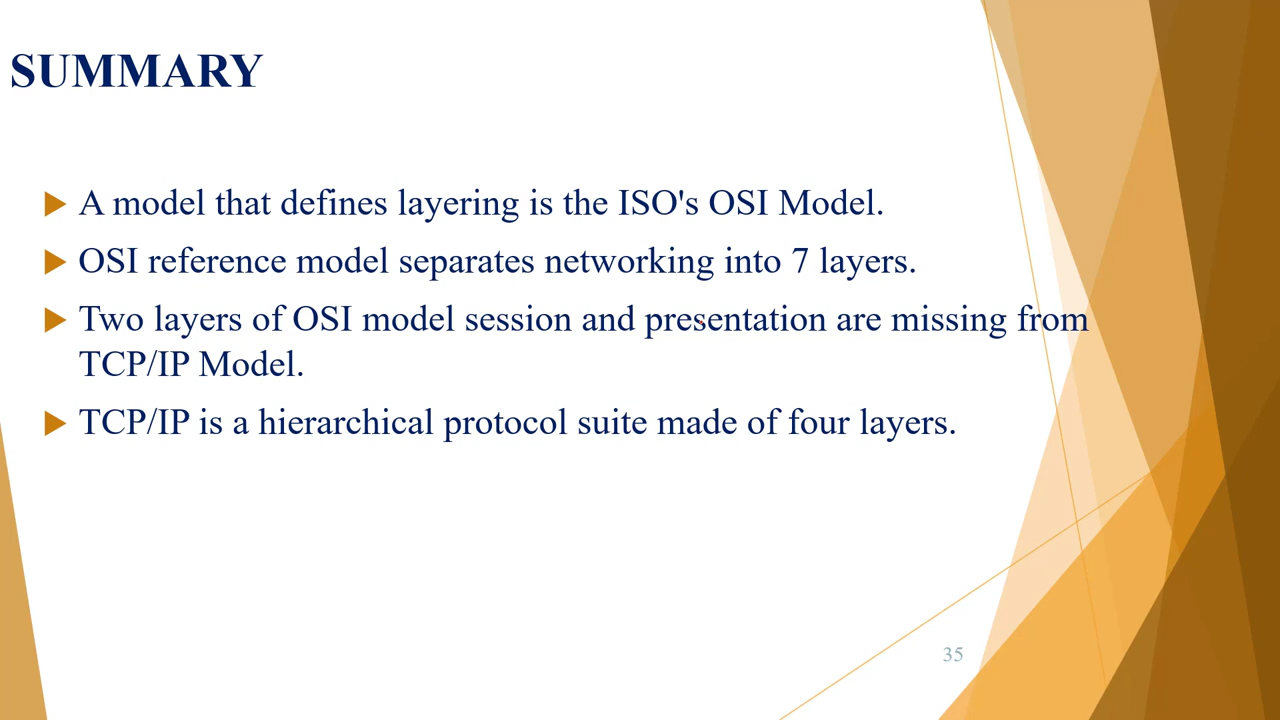 SUMMARY
A model that defines layering is the ISO's OSI Model.
OSI reference model separates networking into 7 layers.
Two layers of OSI model session and presentation are missing from
TCP/IP Model.
TCP/IP is a hierarchical protocol suite made of four layers.
35